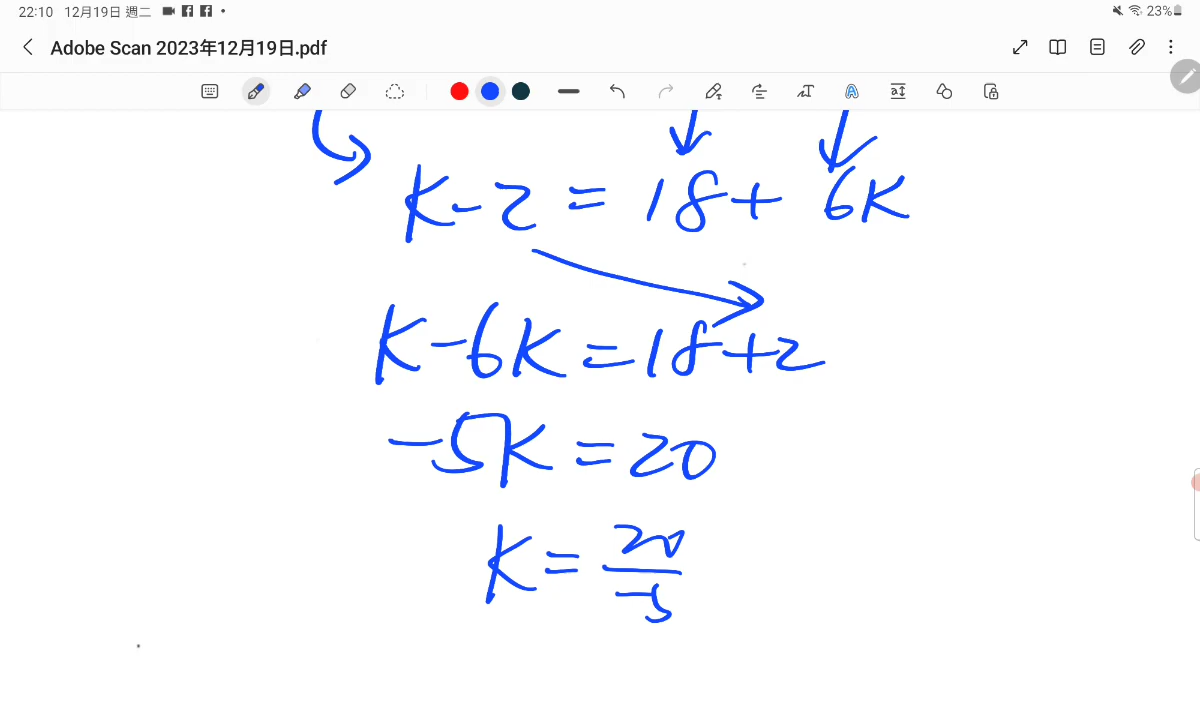 22:10 12月19日 週二 23%
Adobe Scan 2023年12月19日.pdf
K-2=18+6K
K-6K=18+2
-5K=20
K=20/-5